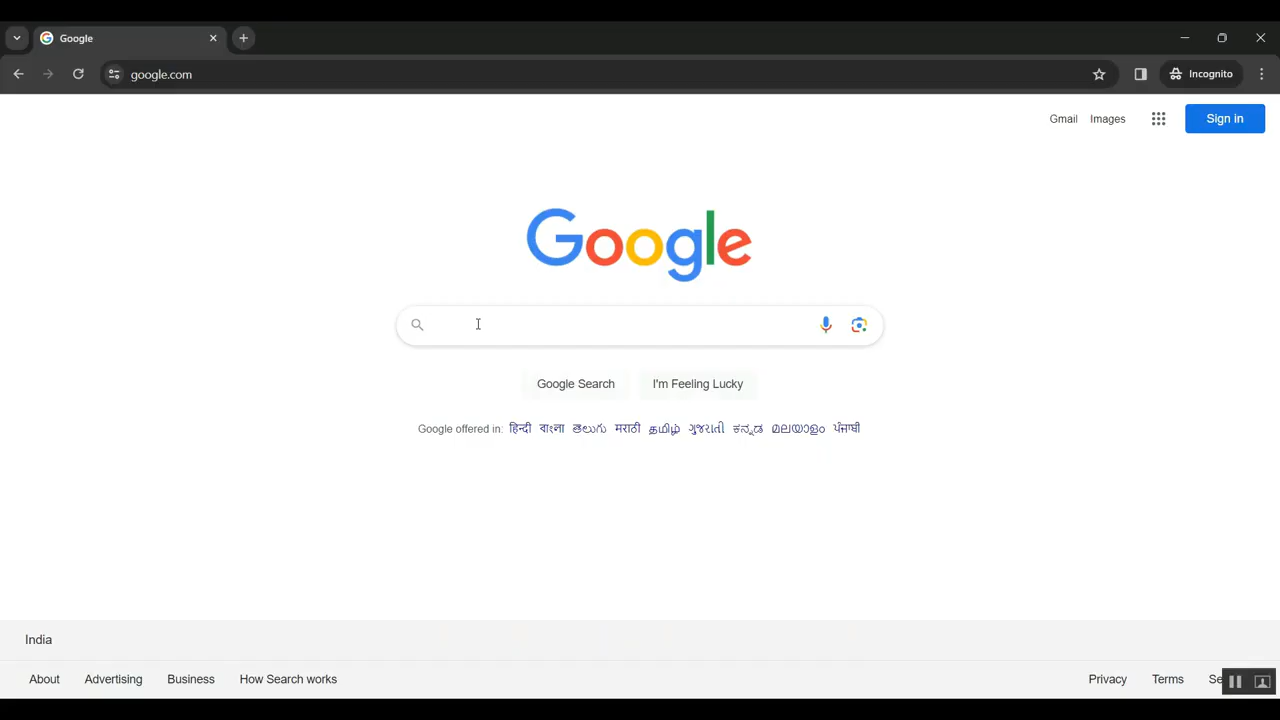 Google
google.com
Incognito
Gmail Images Sign in
Google
Google Search I'm Feeling Lucky
Google offered in: हिन्दी বাংলা తెలుగు मराठी தமிழ் ગુજરાતી ಕನ್ನಡ മലയാളം ਪੰਜਾਬੀ
India
About Advertising Business How Search works Privacy Terms Se